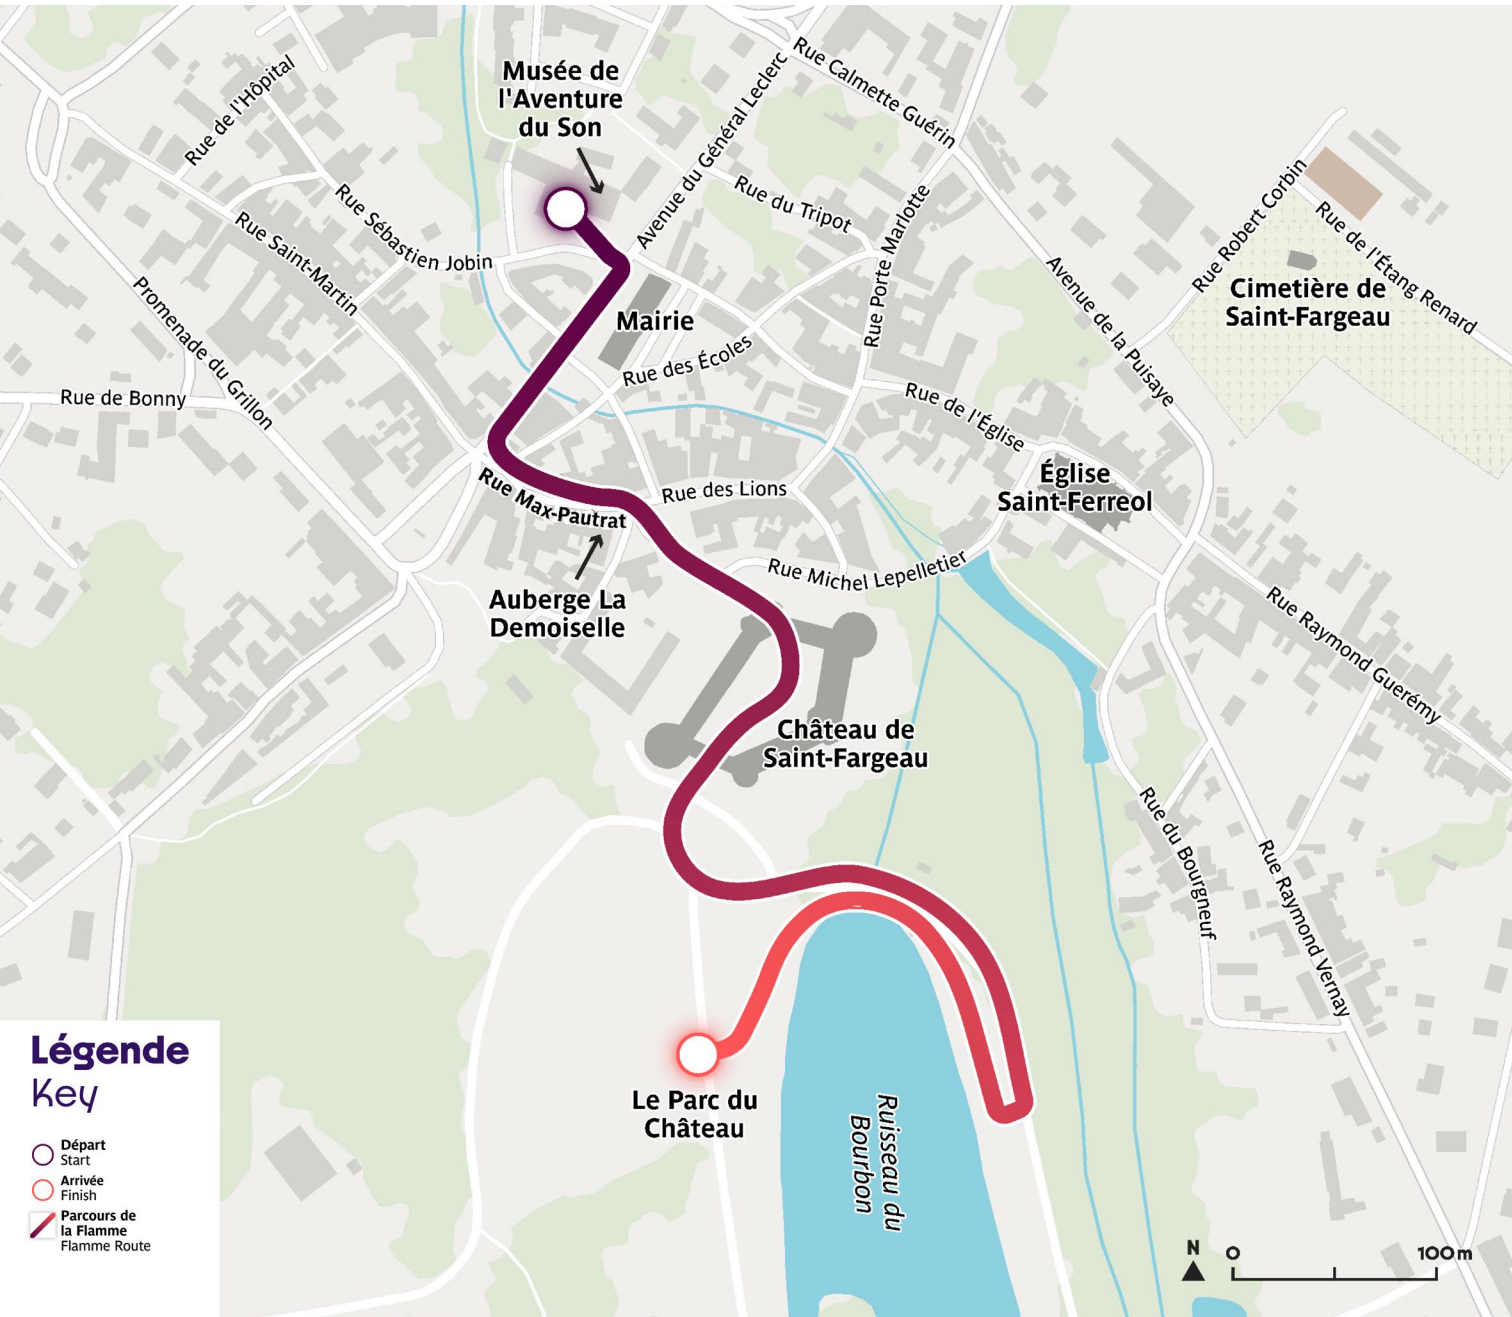 Musée de
l'Aventure
du Son
Rue Calmette Guérin
Rue de l'Hôpital
Avenue du Général Leclerc
Rue du Tripot
Rue Porte Marlotte
Rue Sébastien Jobin
Rue Saint-Martin
Rue Robert Corbin
Rue de l'Étang Renard
Cimetière de
Saint-Fargeau
Avenue de la Puisaye
Promenade du Grillon
Mairie
Rue des Écoles
Rue de Bonny
Rue de l'Église
Église
Saint-Ferreol
Rue Max-Pautrat
Rue des Lions
Rue Michel Lepelletier
Auberge La
Demoiselle
Rue Raymond Guerémy
Château de
Saint-Fargeau
Rue du Bourgneuf
Rue Raymond Vernay
Le Parc du
Château
Ruisseau du
Bourbon
Légende
Key
Départ
Start
Arrivée
Finish
Parcours de
la Flamme
Flamme Route
N
0
100m